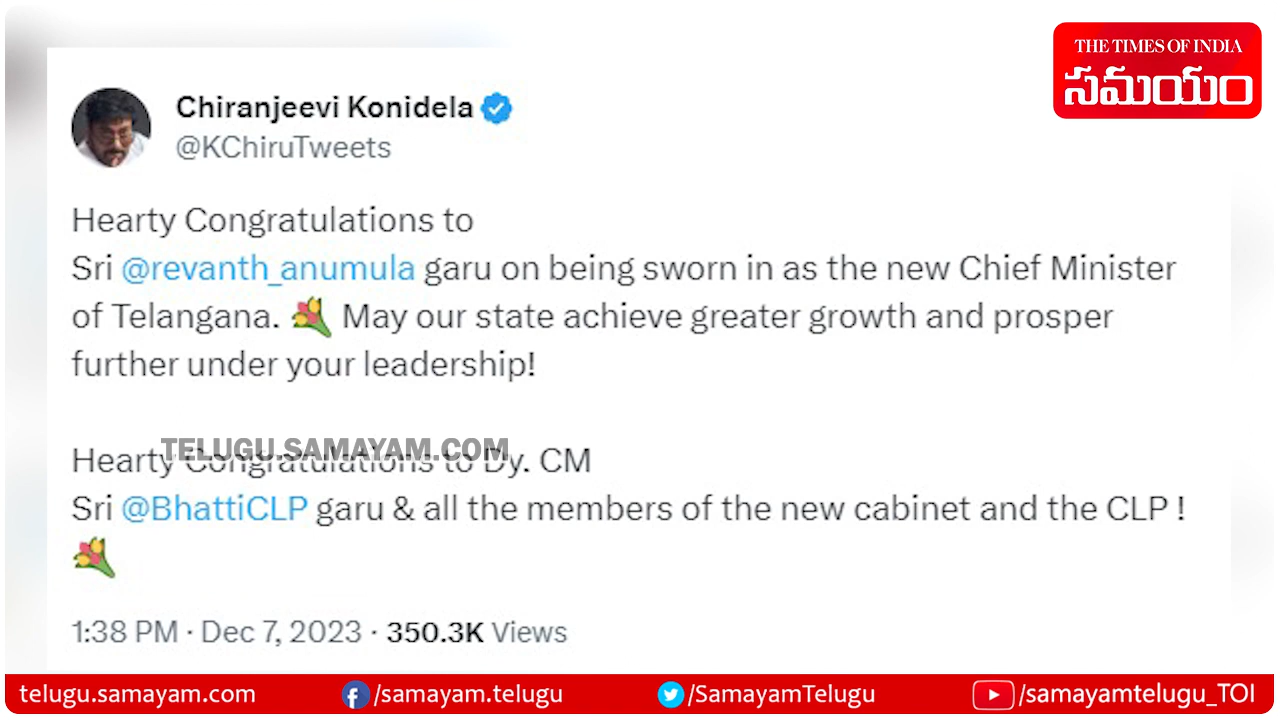 THE TIMES OF INDIA
సమయం
Chiranjeevi Konidela
@KChiruTweets
Hearty Congratulations to
Sri @revanth_anumula garu on being sworn in as the new Chief Minister
of Telangana. 💐 May our state achieve greater growth and prosper
further under your leadership!
TELUGU.SAMAYAM.COM
Hearty Congratulations to Dy. CM
Sri @BhattiCLP garu & all the members of the new cabinet and the CLP !
💐
1:38 PM · Dec 7, 2023 · 350.3K Views
telugu.samayam.com /samayam.telugu /SamayamTelugu /samayamtelugu_TOI